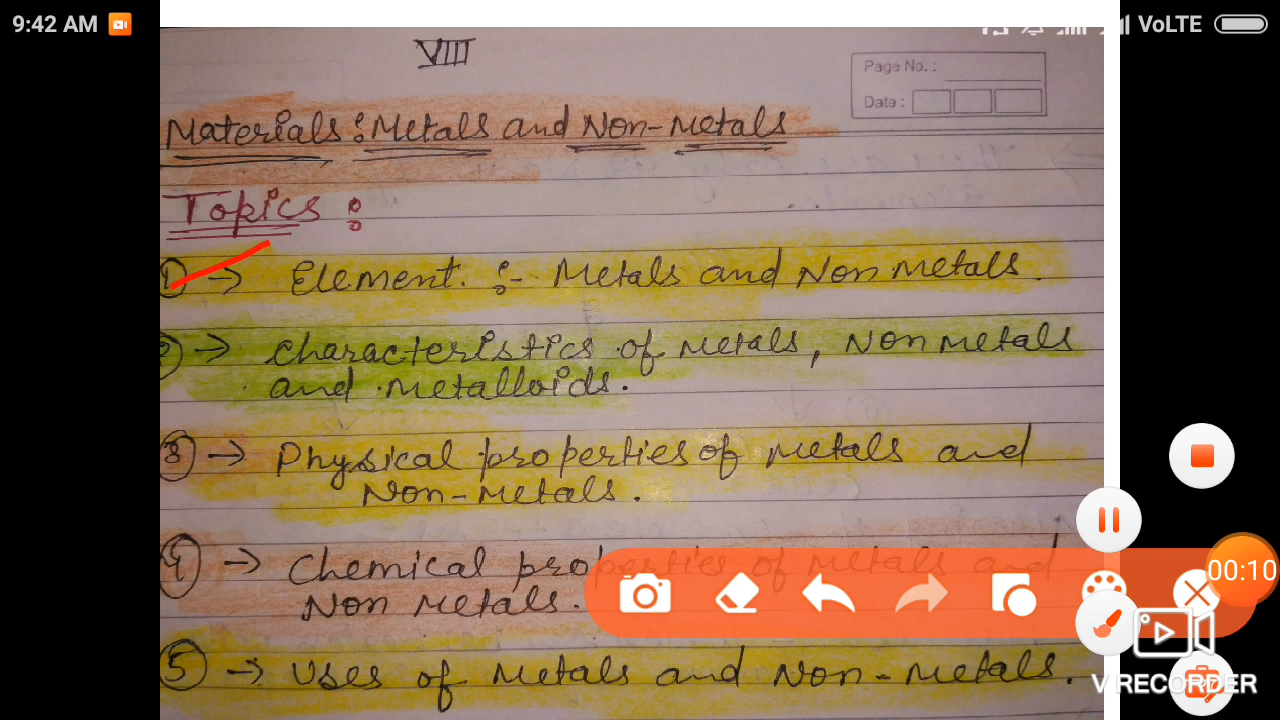 9:42 AM
VoLTE
VIII
Page No. :
Date :
Materials : Metals and Non-Metals
Topics :
① → Element. :- Metals and Non metals.
② → Characteristics of Metals, Non metals
and Metalloids.
③ → Physical properties of Metals and
Non-Metals.
④ → Chemical properties of Metals and
Non Metals.
⑤ → Uses of Metals and Non-Metals.
00:10
V RECORDER